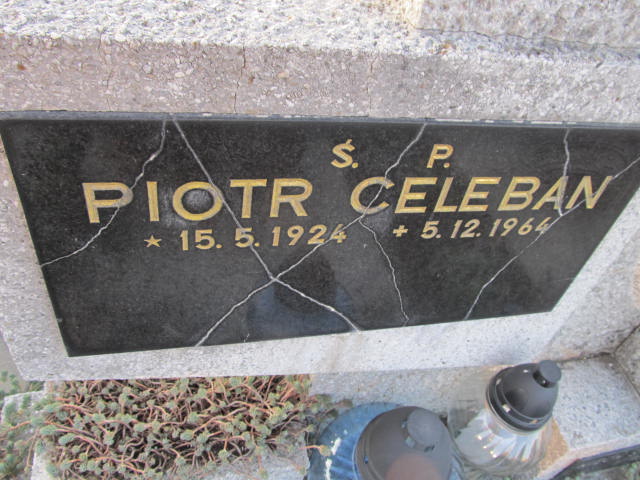 Ś. P.
PIOTR CELEBAN
* 15. 5. 1924 + 5. 12. 1964